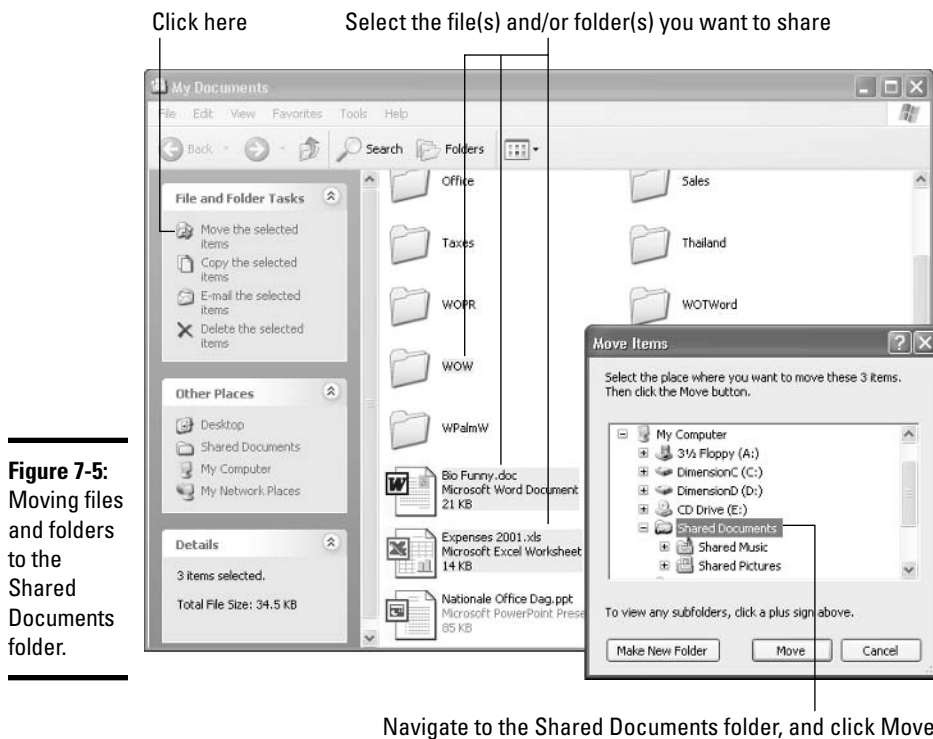 Click here
Select the file(s) and/or folder(s) you want to share
My Documents
File Edit View Favorites Tools Help
Back Search Folders
File and Folder Tasks
Move the selected
items
Copy the selected
items
E-mail the selected
items
Delete the selected
items
Other Places
Desktop
Shared Documents
My Computer
My Network Places
Details
3 items selected.
Total File Size: 34.5 KB
Office
Sales
Taxes
Thailand
WOPR
WOTWord
WOW
WPalmW
Bio Funny.doc
Microsoft Word Document
21 KB
Expenses 2001.xls
Microsoft Excel Worksheet
14 KB
Nationale Office Dag.ppt
Microsoft PowerPoint Prese
85 KB
Move Items
Select the place where you want to move these 3 items.
Then click the Move button.
My Computer
3½ Floppy (A:)
DimensionC (C:)
DimensionD (D:)
CD Drive (E:)
Shared Documents
Shared Music
Shared Pictures
To view any subfolders, click a plus sign above.
Make New Folder Move Cancel
Figure 7-5:
Moving files
and folders
to the
Shared
Documents
folder.
Navigate to the Shared Documents folder, and click Move